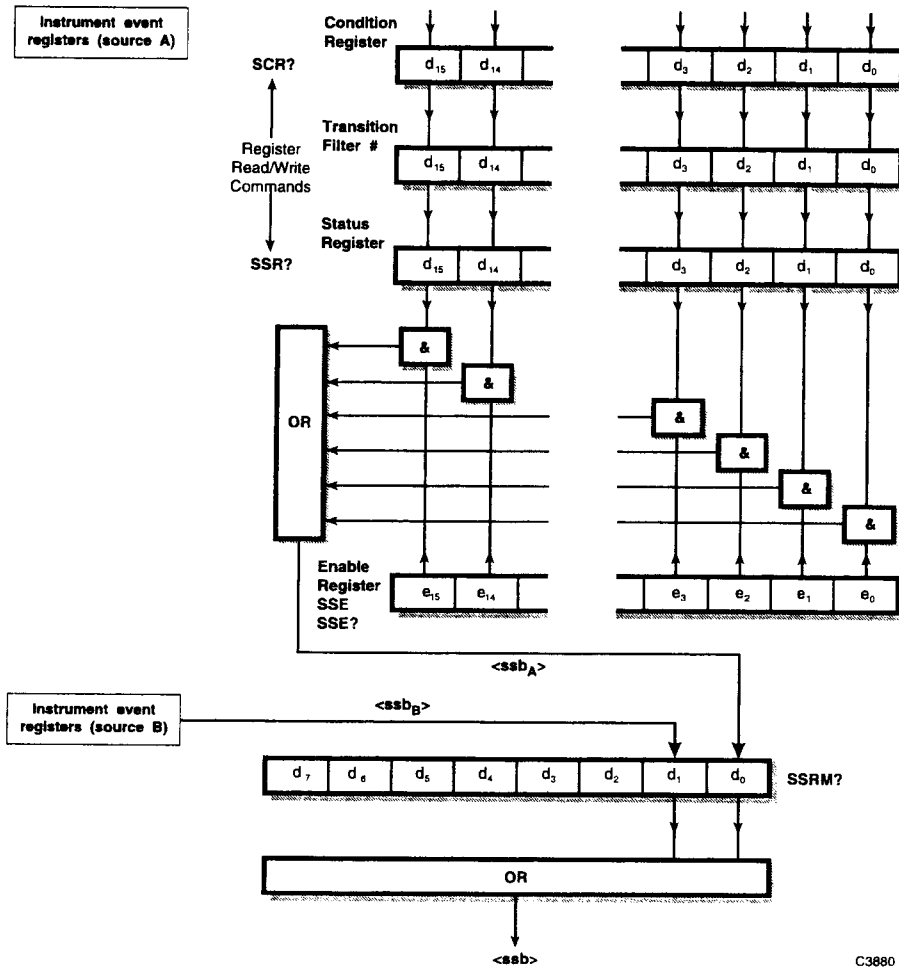 Instrument event
registers (source A)
Condition
Register
SCR?
d15 d14 d3 d2 d1 d0
Register
Read/Write
Commands
Transition
Filter #
d15 d14 d3 d2 d1 d0
Status
Register
SSR?
d15 d14 d3 d2 d1 d0
&
&
OR
&
&
&
&
Enable
Register
SSE
SSE?
e15 e14 e3 e2 e1 e0
<ssbA>
Instrument event
registers (source B)
<ssbB>
d7 d6 d5 d4 d3 d2 d1 d0
SSRM?
OR
<ssb>
C3880